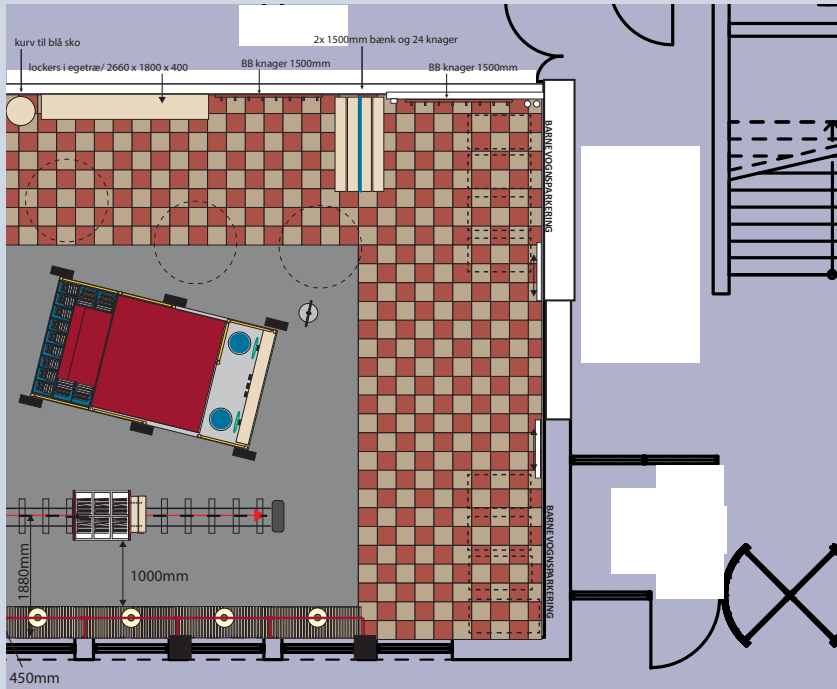 kurv til blå sko
2x 1500mm bænk og 24 knager
lockers i egetræ/ 2660 x 1800 x 400
BB knager 1500mm
BB knager 1500mm
BARNEVOGNSPARKERING
BARNEVOGNSPARKERING
1880mm
1000mm
450mm